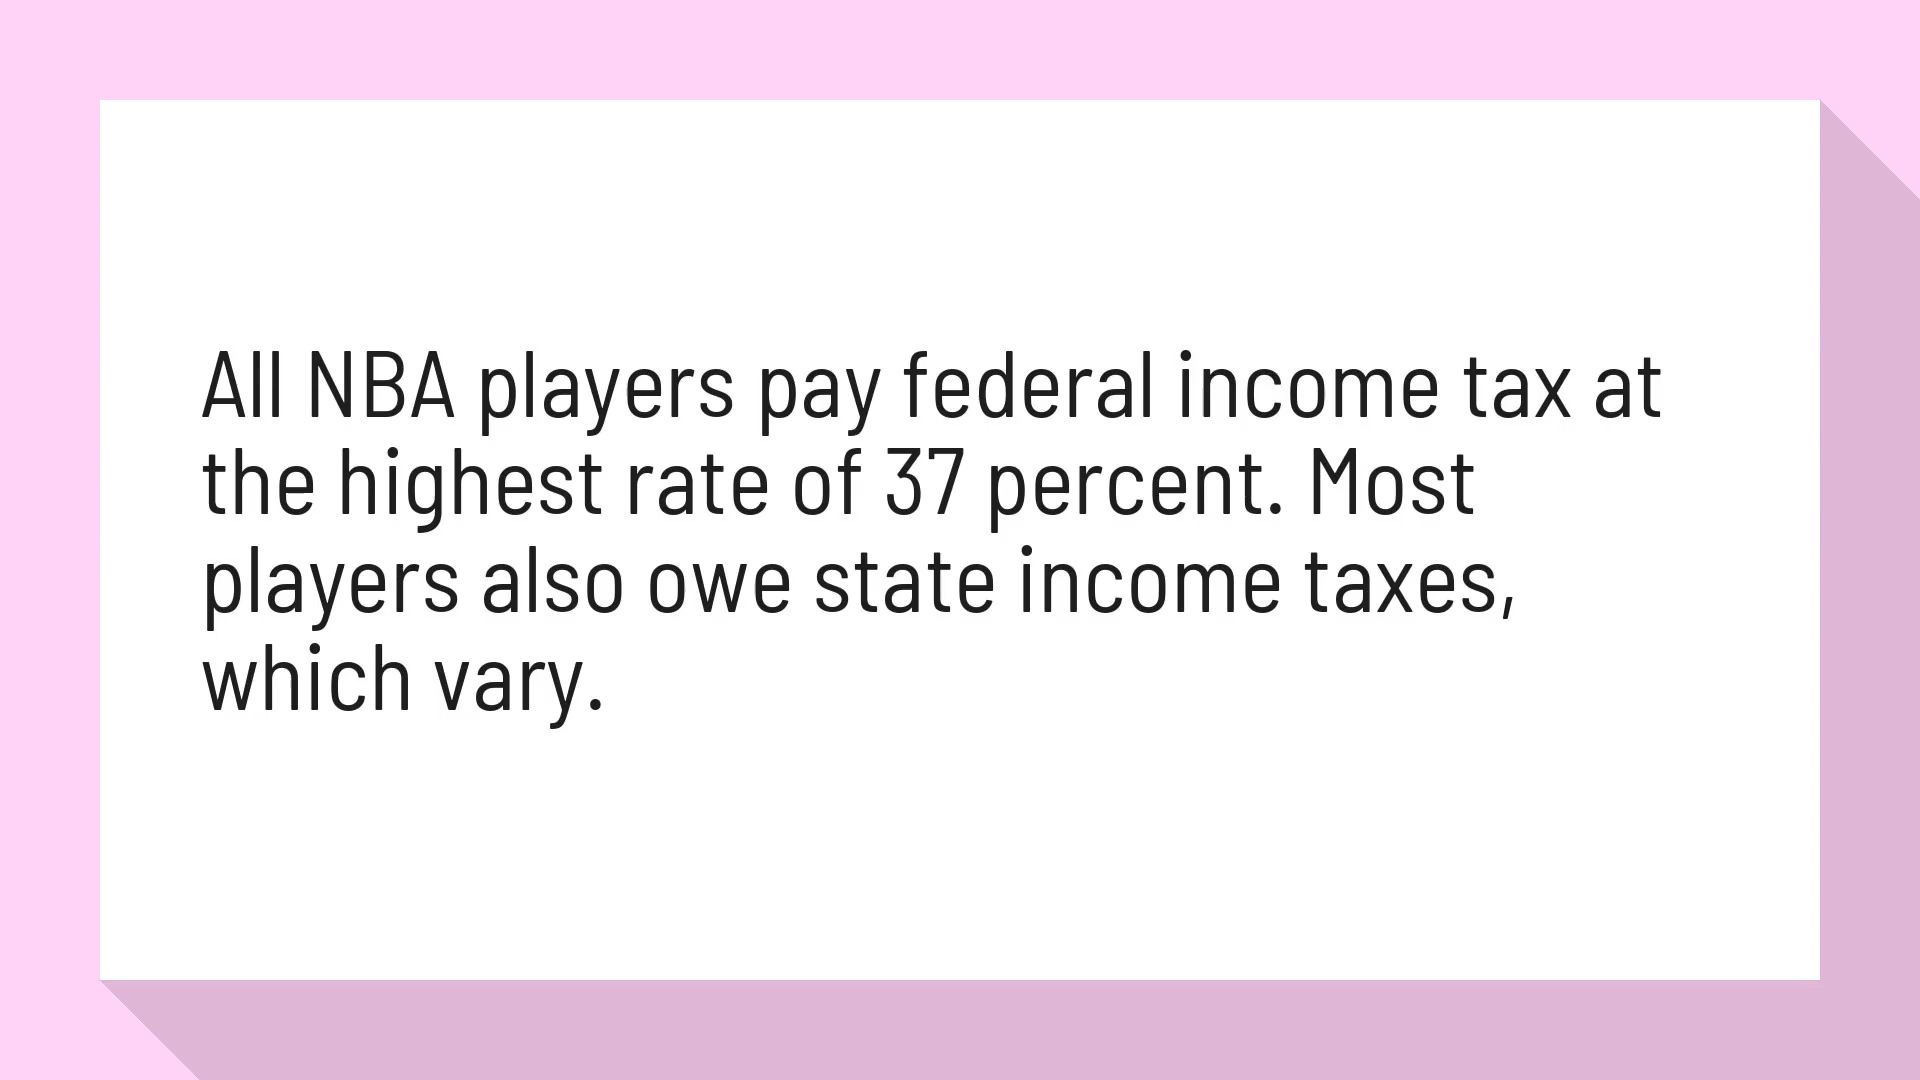 All NBA players pay federal income tax at
the highest rate of 37 percent. Most
players also owe state income taxes,
which vary.